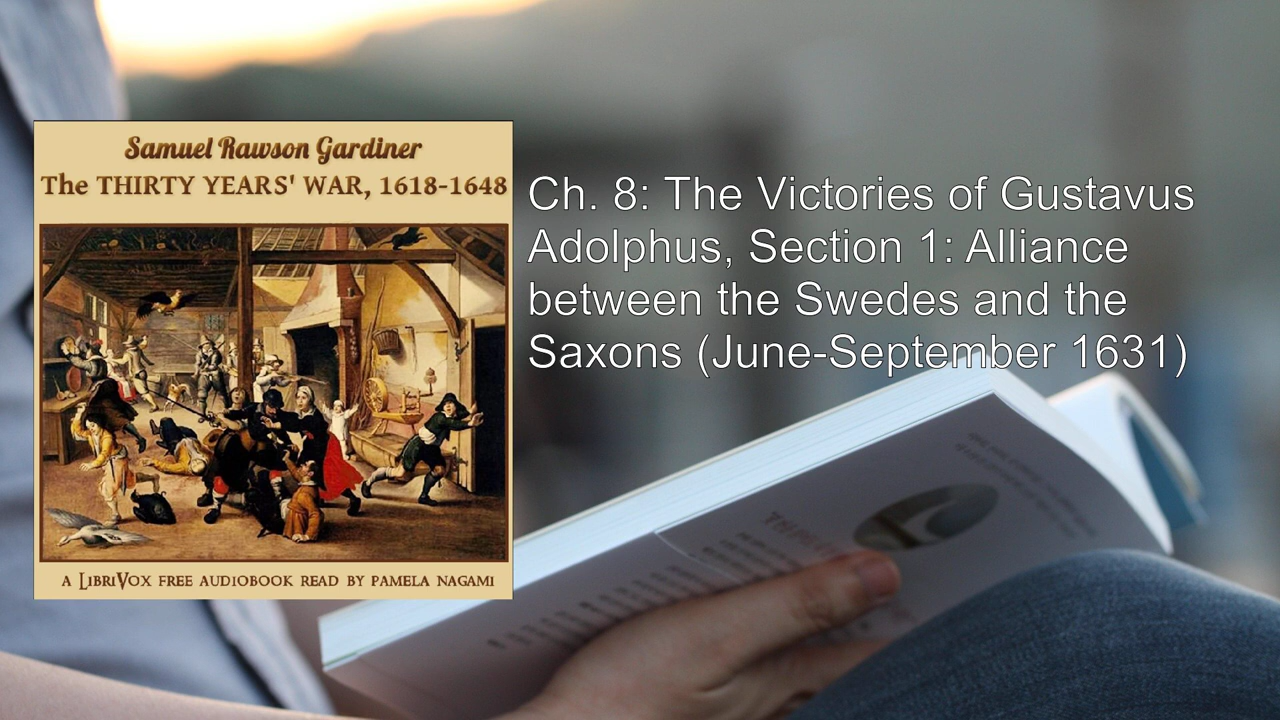 Samuel Rawson Gardiner
The THIRTY YEARS' WAR, 1618-1648
A LIBRIVOX FREE AUDIOBOOK READ BY PAMELA NAGAMI
Ch. 8: The Victories of Gustavus
Adolphus, Section 1: Alliance
between the Swedes and the
Saxons (June-September 1631)